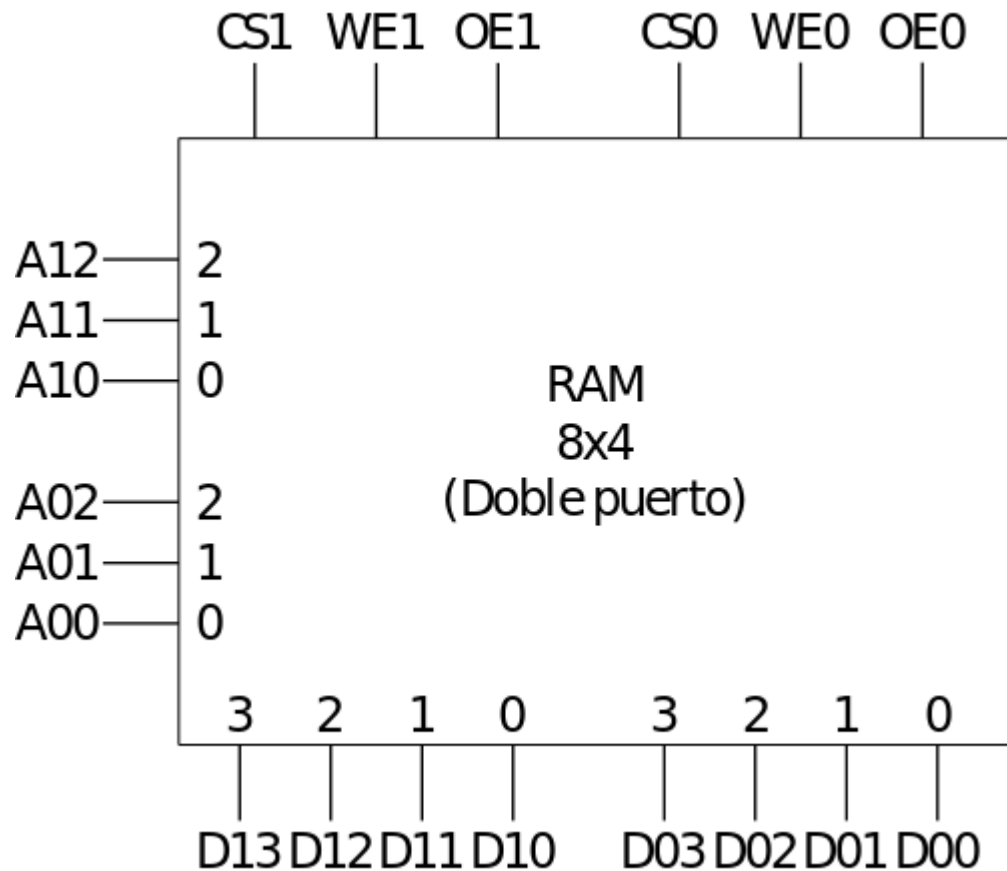 CS1 WE1 OE1 CS0 WE0 OE0
A12 2
A11 1
A10 0
RAM
8x4
(Doble puerto)
A02 2
A01 1
A00 0
3 2 1 0 3 2 1 0
D13 D12 D11 D10 D03 D02 D01 D00